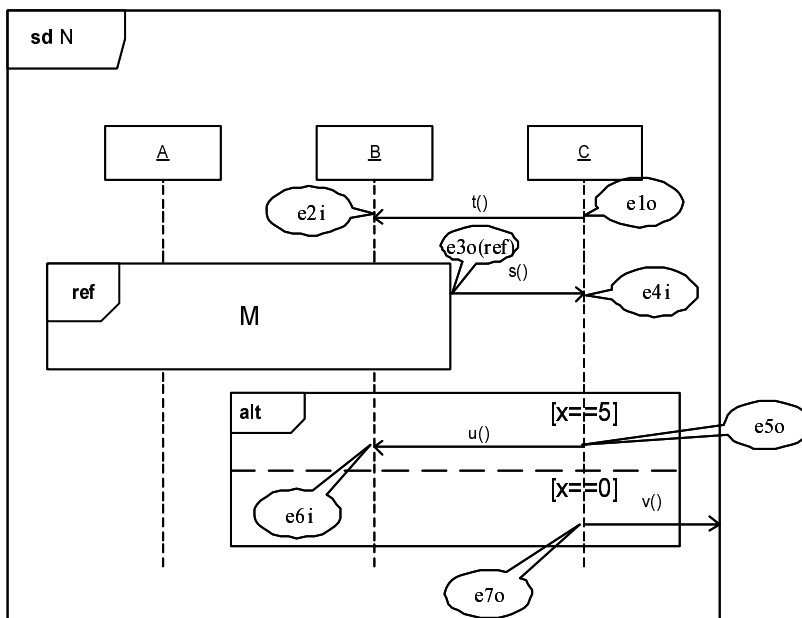 sd N
A
B
C
t()
e1o
e2i
e3o(ref)
s()
ref
M
e4i
alt
[x==5]
u()
e5o
[x==0]
e6i
v()
e7o